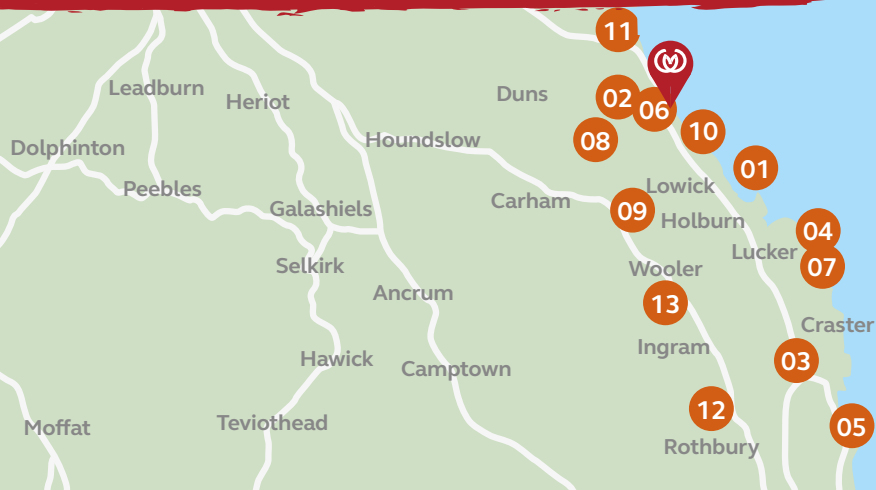 11
Leadburn
Duns
Heriot
02
06
10
08
Houndslow
Dolphinton
01
Peebles
Lowick
Carham
Galashiels
09
Holburn
04
Lucker
07
Selkirk
Wooler
Ancrum
13
Craster
Ingram
Hawick
Camptown
03
12
Moffat
Teviothead
05
Rothbury